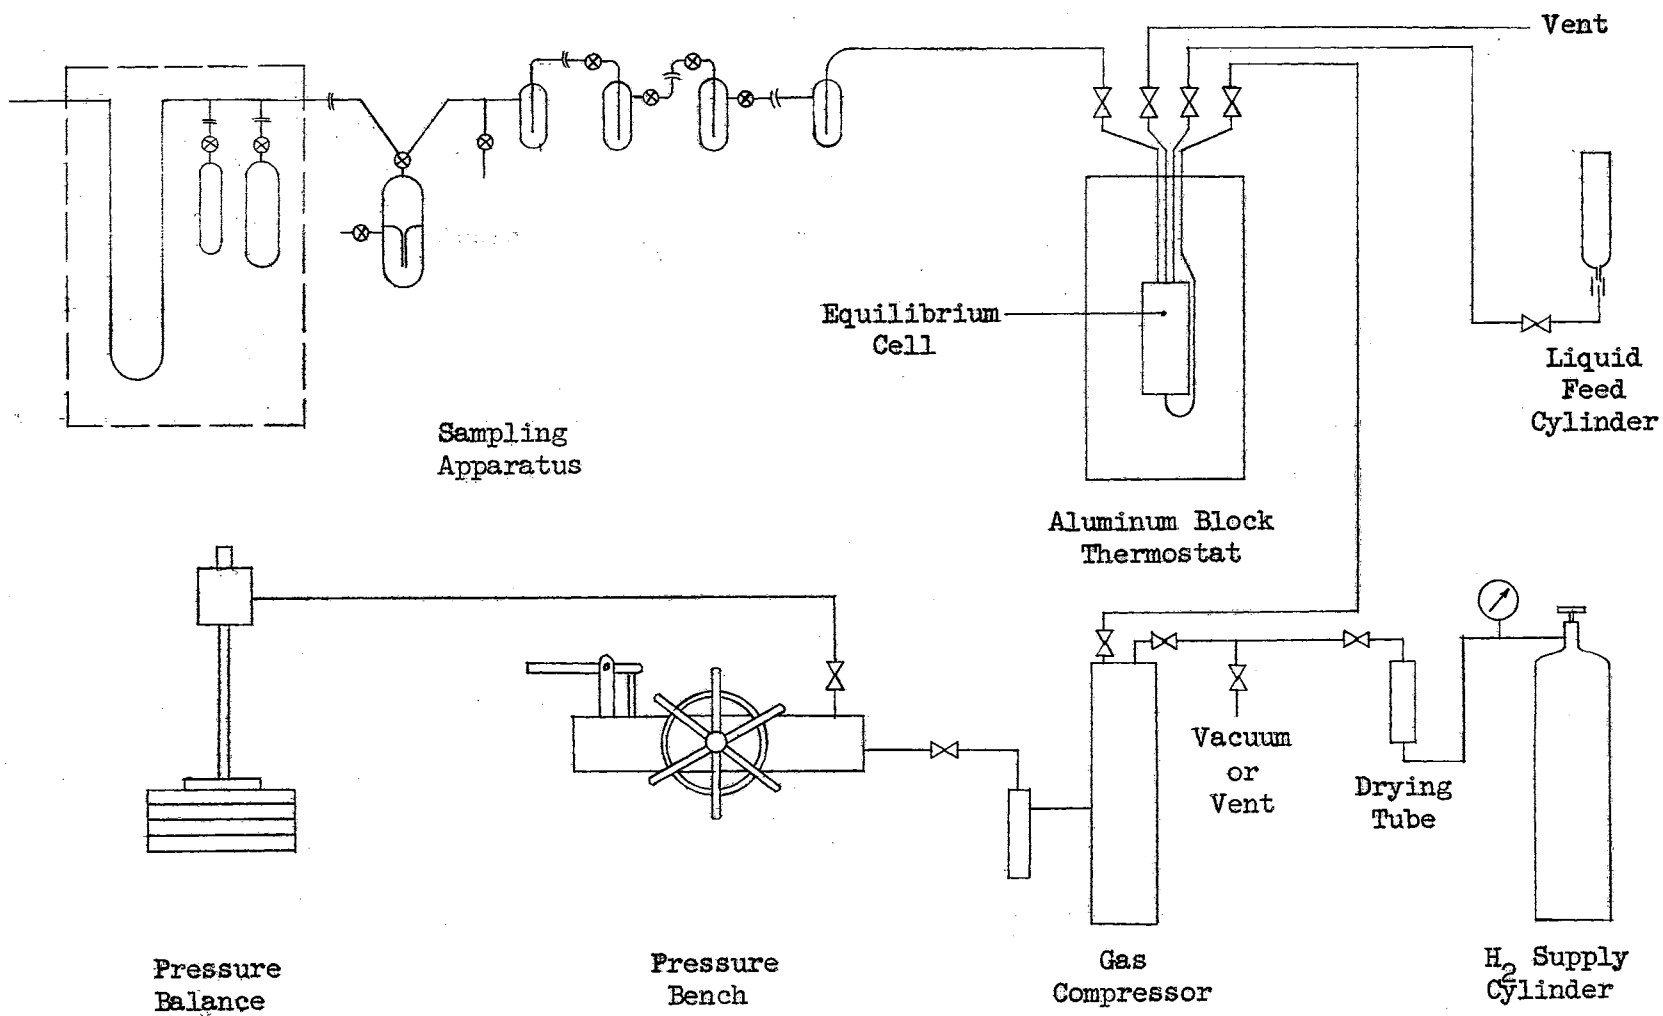 Vent
Equilibrium
Cell
Liquid
Feed
Cylinder
Sampling
Apparatus
Aluminum Block
Thermostat
Vacuum
or
Vent
Drying
Tube
Pressure
Balance
Pressure
Bench
Gas
Compressor
H₂ Supply
Cylinder